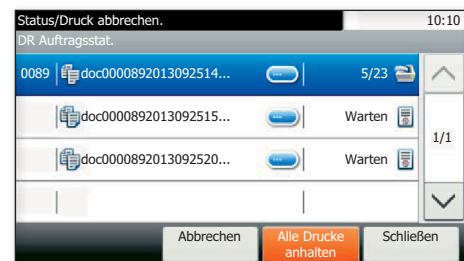 Status/Druck abbrechen. 10:10
DR Auftragsstat.
0089 doc0000892013092514... 5/23
doc0000892013092515... Warten
1/1
doc0000892013092520... Warten
Abbrechen Alle Drucke anhalten Schließen